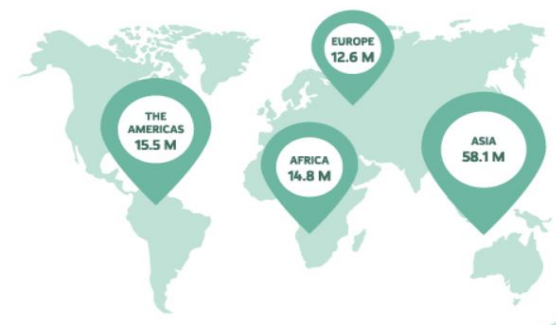 EUROPE
12.6 M
THE
AMERICAS
15.5 M
AFRICA
14.8 M
ASIA
58.1 M